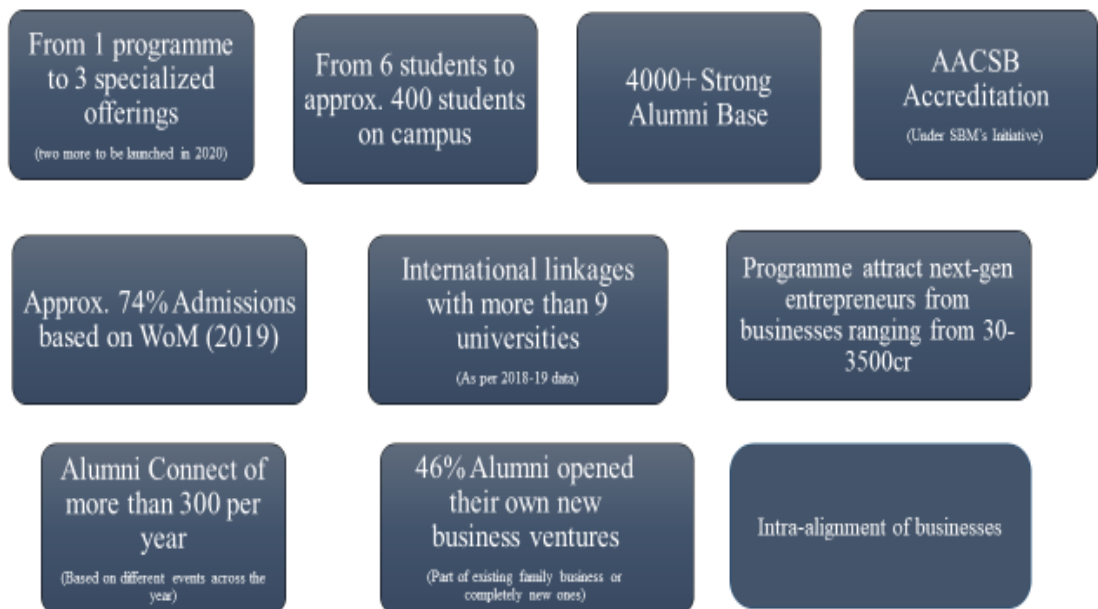 From 1 programme
to 3 specialized
offerings
(two more to be launched in 2020)
From 6 students to
approx. 400 students
on campus
4000+ Strong
Alumni Base
AACSB
Accreditation
(Under SBM's Initiative)
Approx. 74% Admissions
based on WoM (2019)
International linkages
with more than 9
universities
(As per 2018-19 data)
Programme attract next-gen
entrepreneurs from
businesses ranging from 30-
3500cr
Alumni Connect of
more than 300 per
year
(Based on different events across the
year)
46% Alumni opened
their own new
business ventures
(Part of existing family business or
completely new ones)
Intra-alignment of businesses